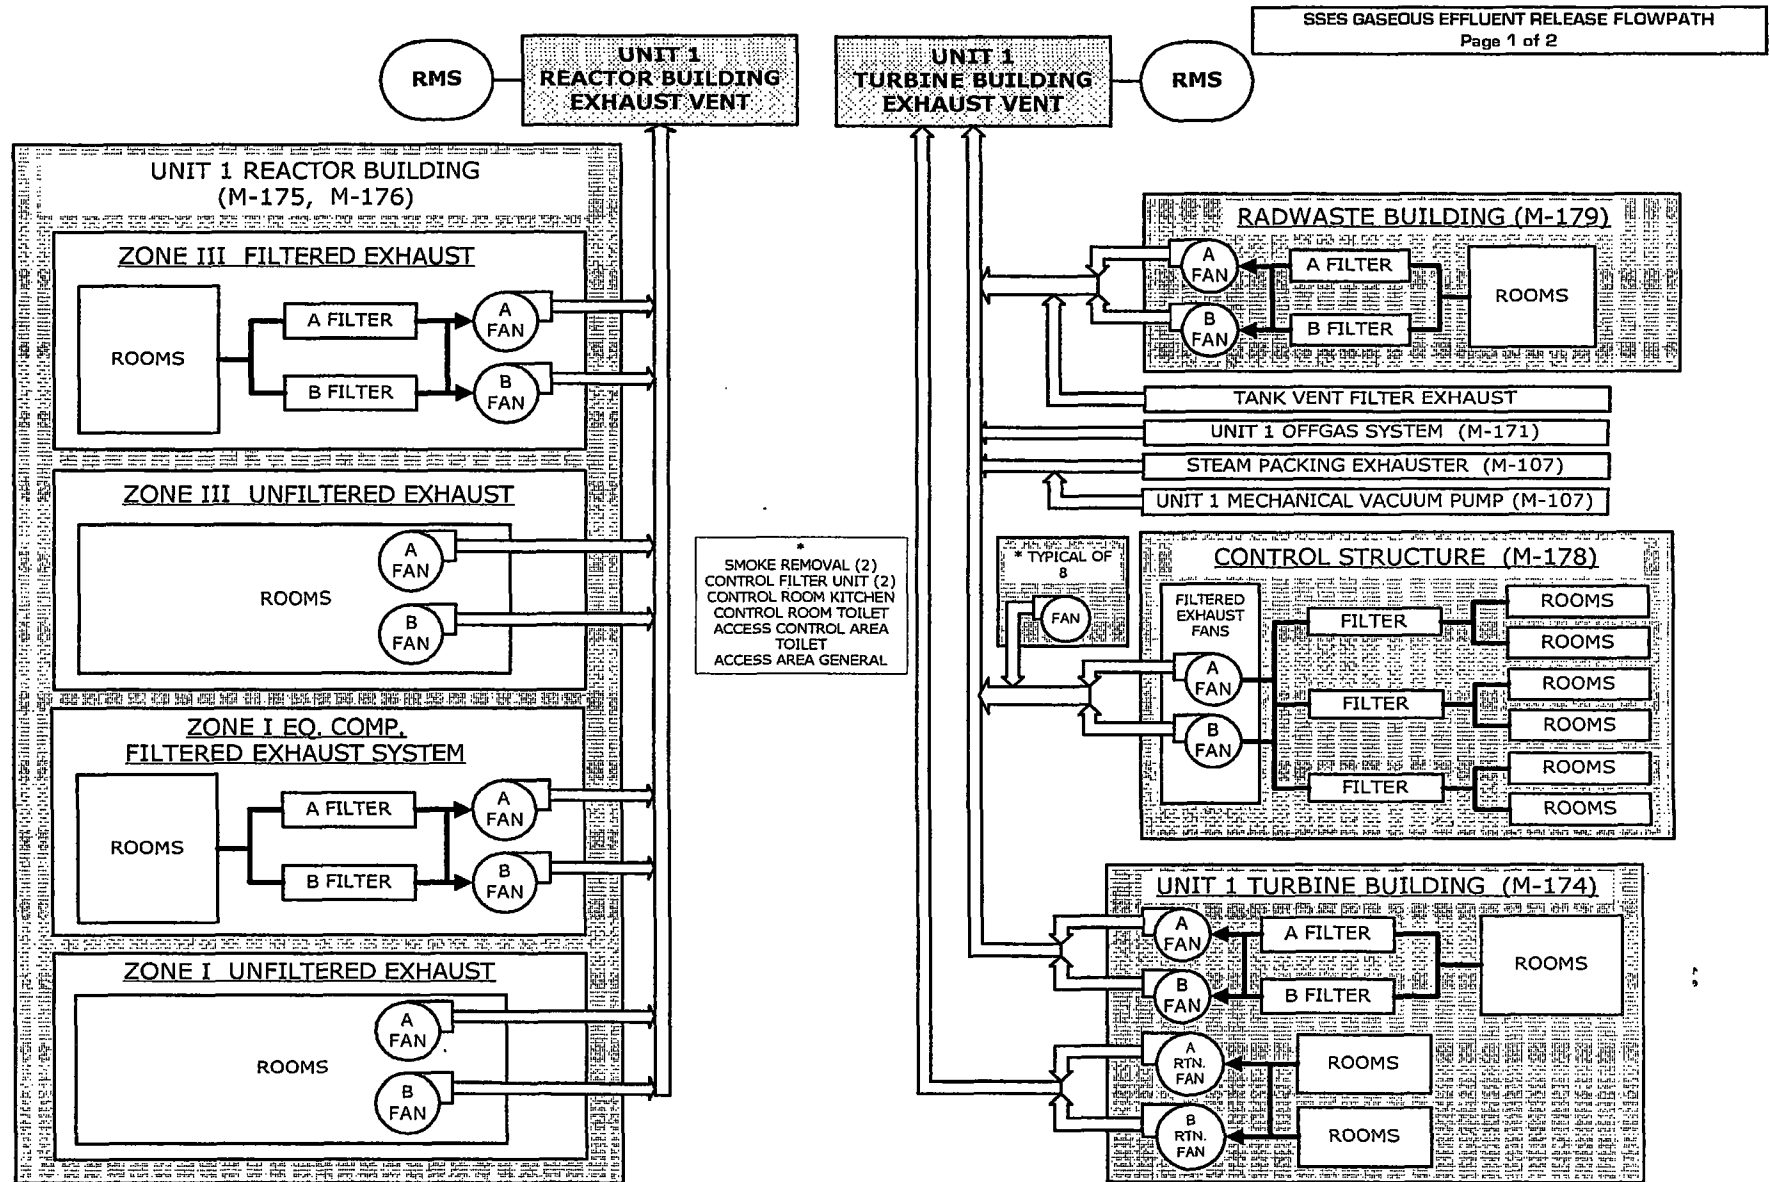 SSES GASEOUS EFFLUENT RELEASE FLOWPATH
Page 1 of 2
RMS
UNIT 1
REACTOR BUILDING
EXHAUST VENT
UNIT 1
TURBINE BUILDING
EXHAUST VENT
RMS
UNIT 1 REACTOR BUILDING
(M-175, M-176)
ZONE III FILTERED EXHAUST
ROOMS
A FILTER
B FILTER
A
FAN
B
FAN
ZONE III UNFILTERED EXHAUST
ROOMS
A
FAN
B
FAN
ZONE I EQ. COMP.
FILTERED EXHAUST SYSTEM
ROOMS
A FILTER
B FILTER
A
FAN
B
FAN
ZONE I UNFILTERED EXHAUST
ROOMS
A
FAN
B
FAN
*
SMOKE REMOVAL (2)
CONTROL FILTER UNIT (2)
CONTROL ROOM KITCHEN
CONTROL ROOM TOILET
ACCESS CONTROL AREA
TOILET
ACCESS AREA GENERAL
RADWASTE BUILDING (M-179)
A
FAN
B
FAN
A FILTER
B FILTER
ROOMS
TANK VENT FILTER EXHAUST
UNIT 1 OFFGAS SYSTEM (M-171)
STEAM PACKING EXHAUSTER (M-107)
UNIT 1 MECHANICAL VACUUM PUMP (M-107)
* TYPICAL OF
8
FAN
CONTROL STRUCTURE (M-178)
FILTERED
EXHAUST
FANS
A
FAN
B
FAN
FILTER
FILTER
FILTER
ROOMS
ROOMS
ROOMS
ROOMS
ROOMS
ROOMS
UNIT 1 TURBINE BUILDING (M-174)
A
FAN
B
FAN
A FILTER
B FILTER
ROOMS
A
RTN.
FAN
B
RTN.
FAN
ROOMS
ROOMS